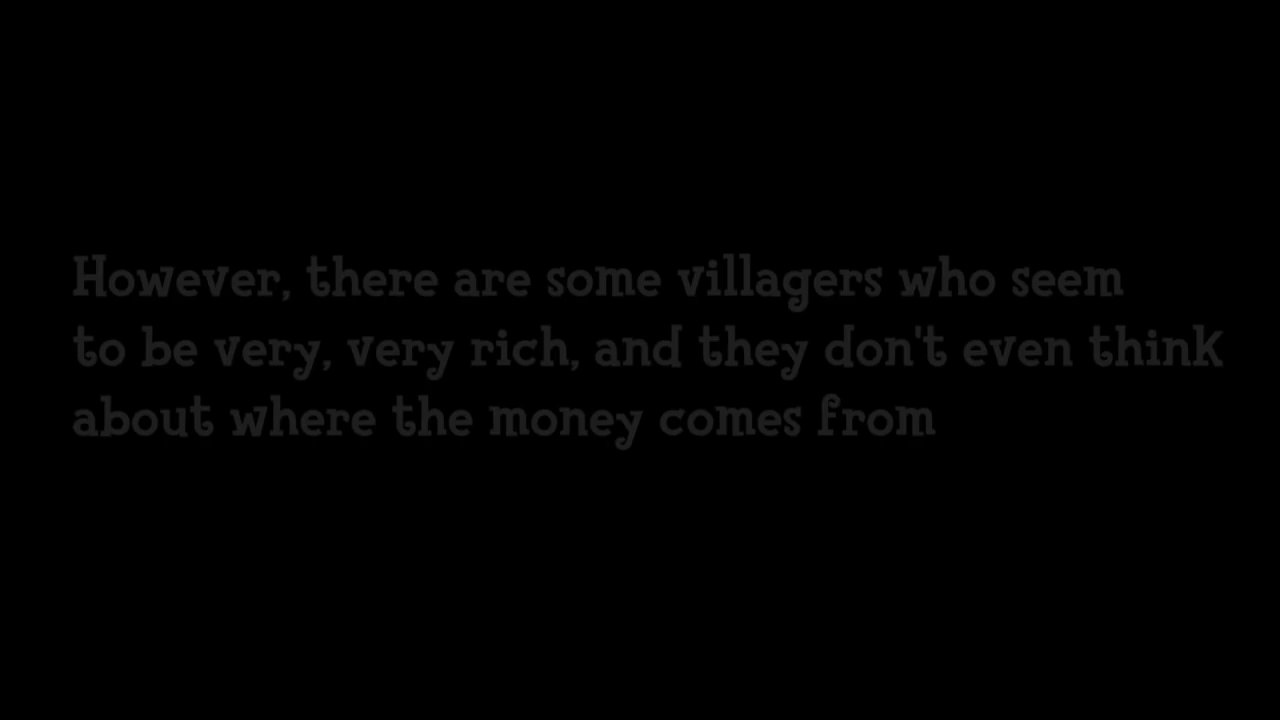 However, there are some villagers who seem
to be very, very rich, and they don't even think
about where the money comes from